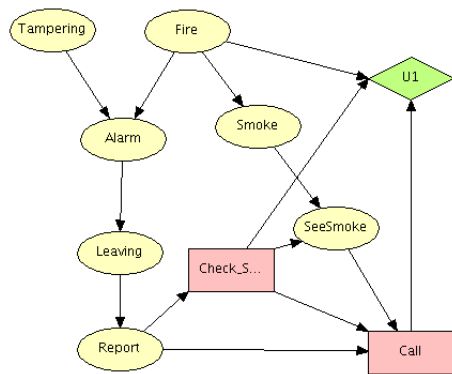 Tampering
Fire
U1
Smoke
Alarm
SeeSmoke
Leaving
Check_S...
Report
Call